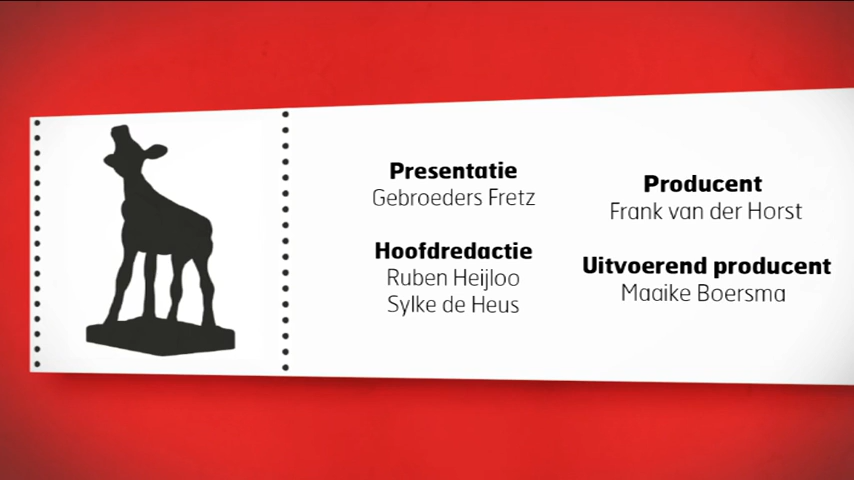 Presentatie
Gebroeders Fretz
Hoofdredactie
Ruben Heijloo
Sylke de Heus
Producent
Frank van der Horst
Uitvoerend producent
Maaike Boersma